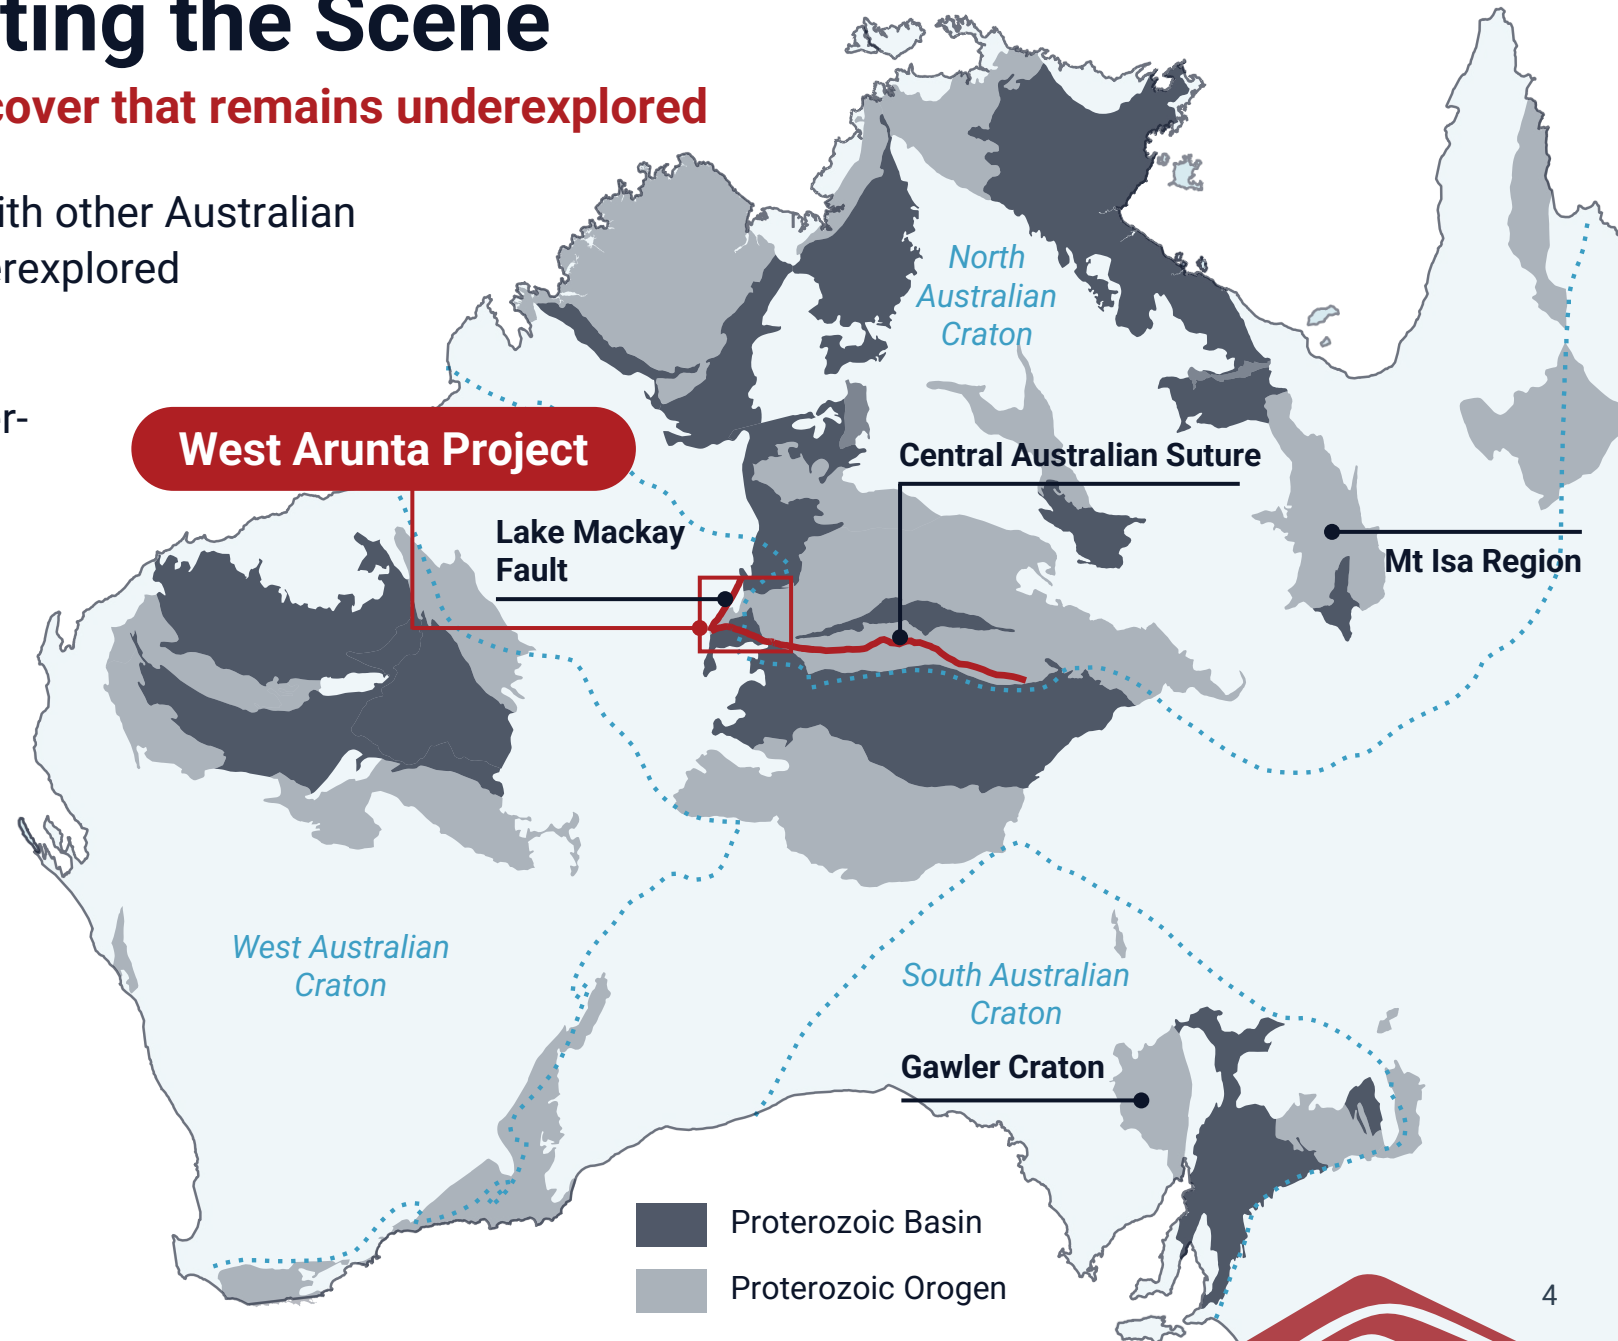 ting the Scene
cover that remains underexplored
ith other Australian
erexplored
r-
North
Australian
Craton
West Arunta Project
Central Australian Suture
Lake Mackay
Fault
Mt Isa Region
West Australian
Craton
South Australian
Craton
Gawler Craton
Proterozoic Basin
Proterozoic Orogen
4